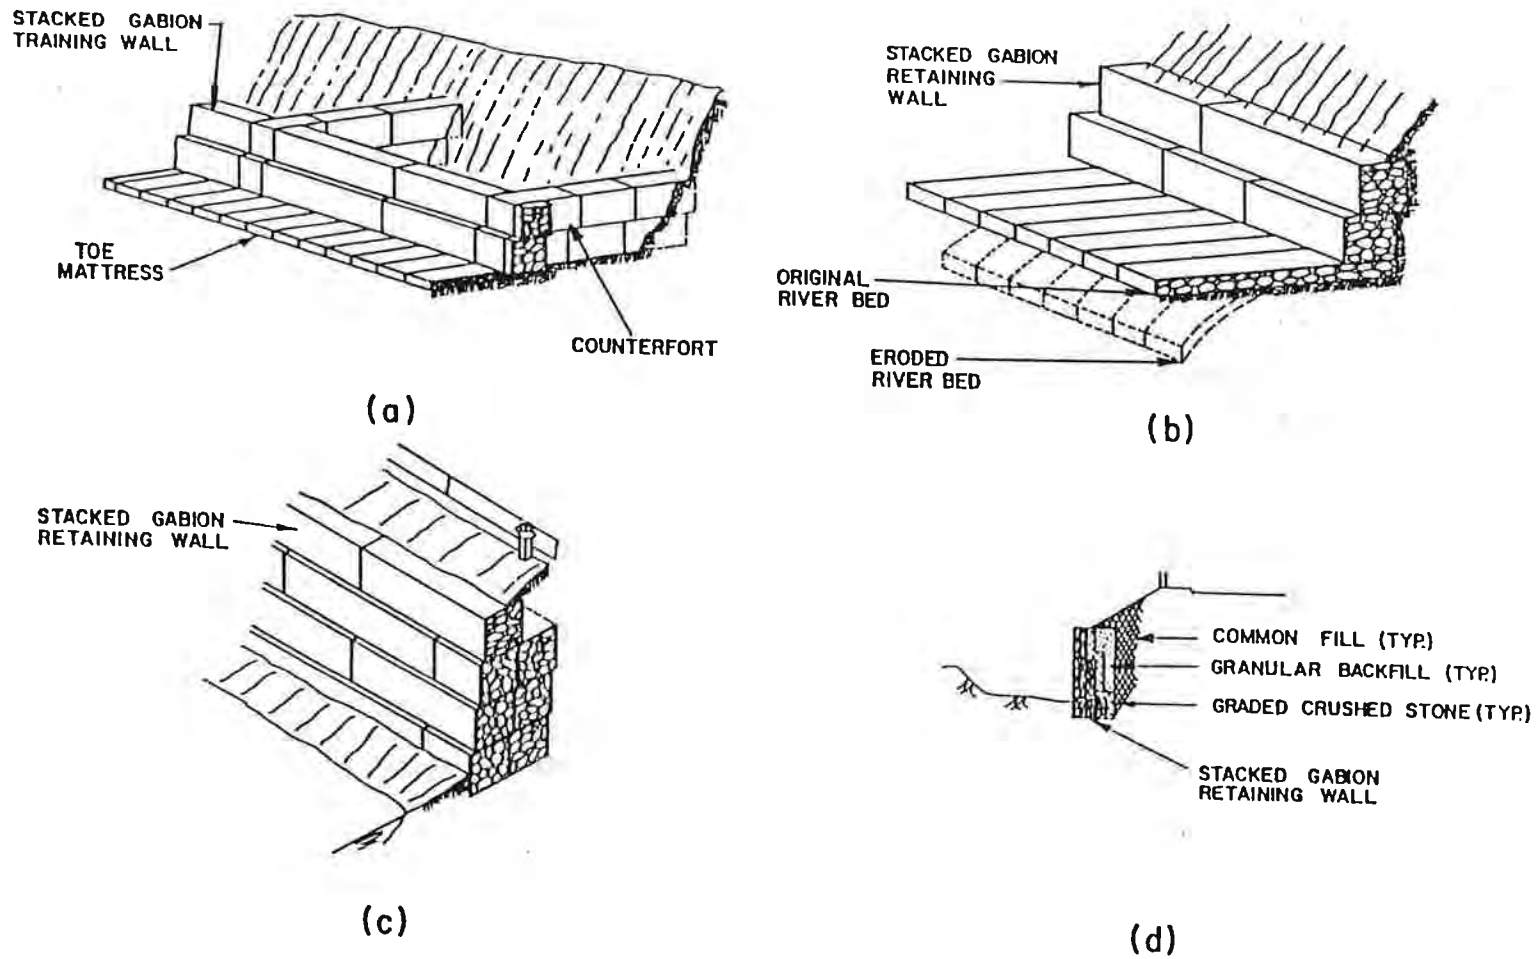 STACKED GABION
TRAINING WALL
TOE
MATTRESS
COUNTERFORT
(a)
STACKED GABION
RETAINING
WALL
ORIGINAL
RIVER BED
ERODED
RIVER BED
(b)
STACKED GABION
RETAINING WALL
(c)
COMMON FILL (TYP.)
GRANULAR BACKFILL (TYP.)
GRADED CRUSHED STONE (TYP.)
STACKED GABION
RETAINING WALL
(d)